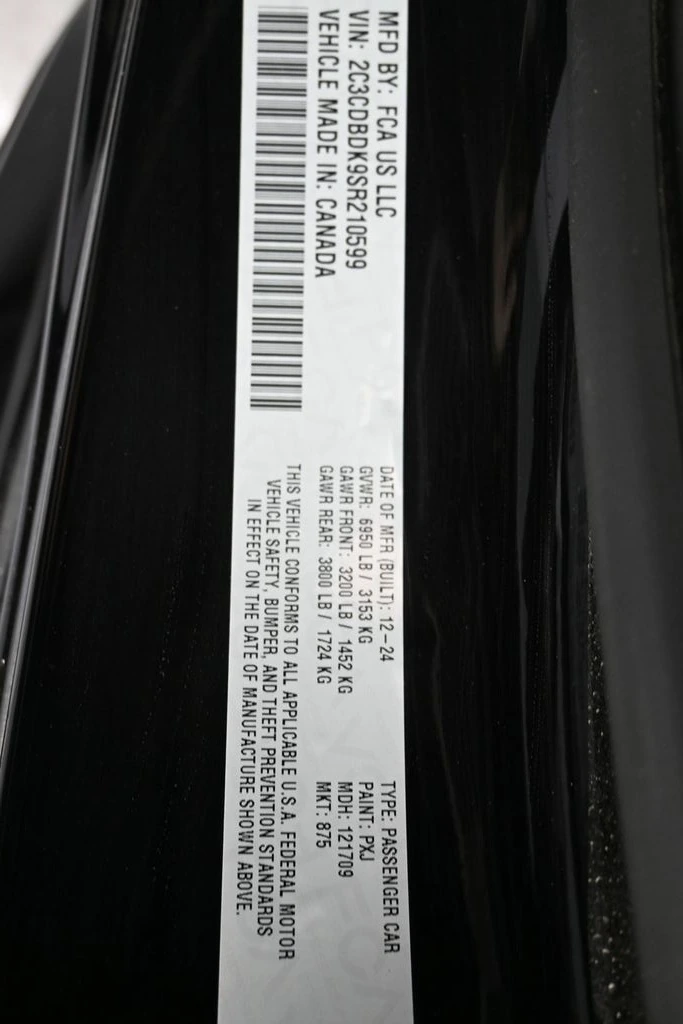 MFD BY: FCA US LLC
VIN: 2C3CDBDK9SR210599
VEHICLE MADE IN: CANADA
DATE OF MFR (BUILT): 12-24
GVWR: 6950 LB / 3153 KG
GAWR FRONT: 3200 LB / 1452 KG
GAWR REAR: 3800 LB / 1724 KG
TYPE: PASSENGER CAR
PAINT: PXJ
MDH: 121709
MKT: 875
THIS VEHICLE CONFORMS TO ALL APPLICABLE U.S.A. FEDERAL MOTOR
VEHICLE SAFETY, BUMPER, AND THEFT PREVENTION STANDARDS
IN EFFECT ON THE DATE OF MANUFACTURE SHOWN ABOVE.